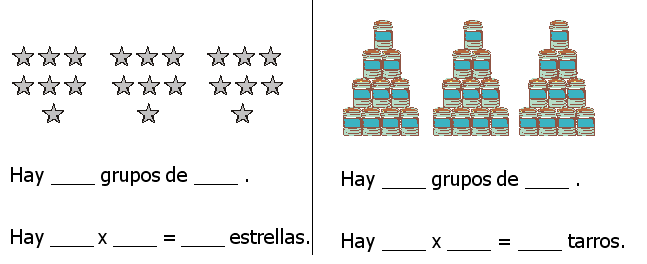 Hay ____ grupos de ____ .
Hay ____ x ____ = ____ estrellas.
Hay ____ grupos de ____ .
Hay ____ x ____ = ____ tarros.